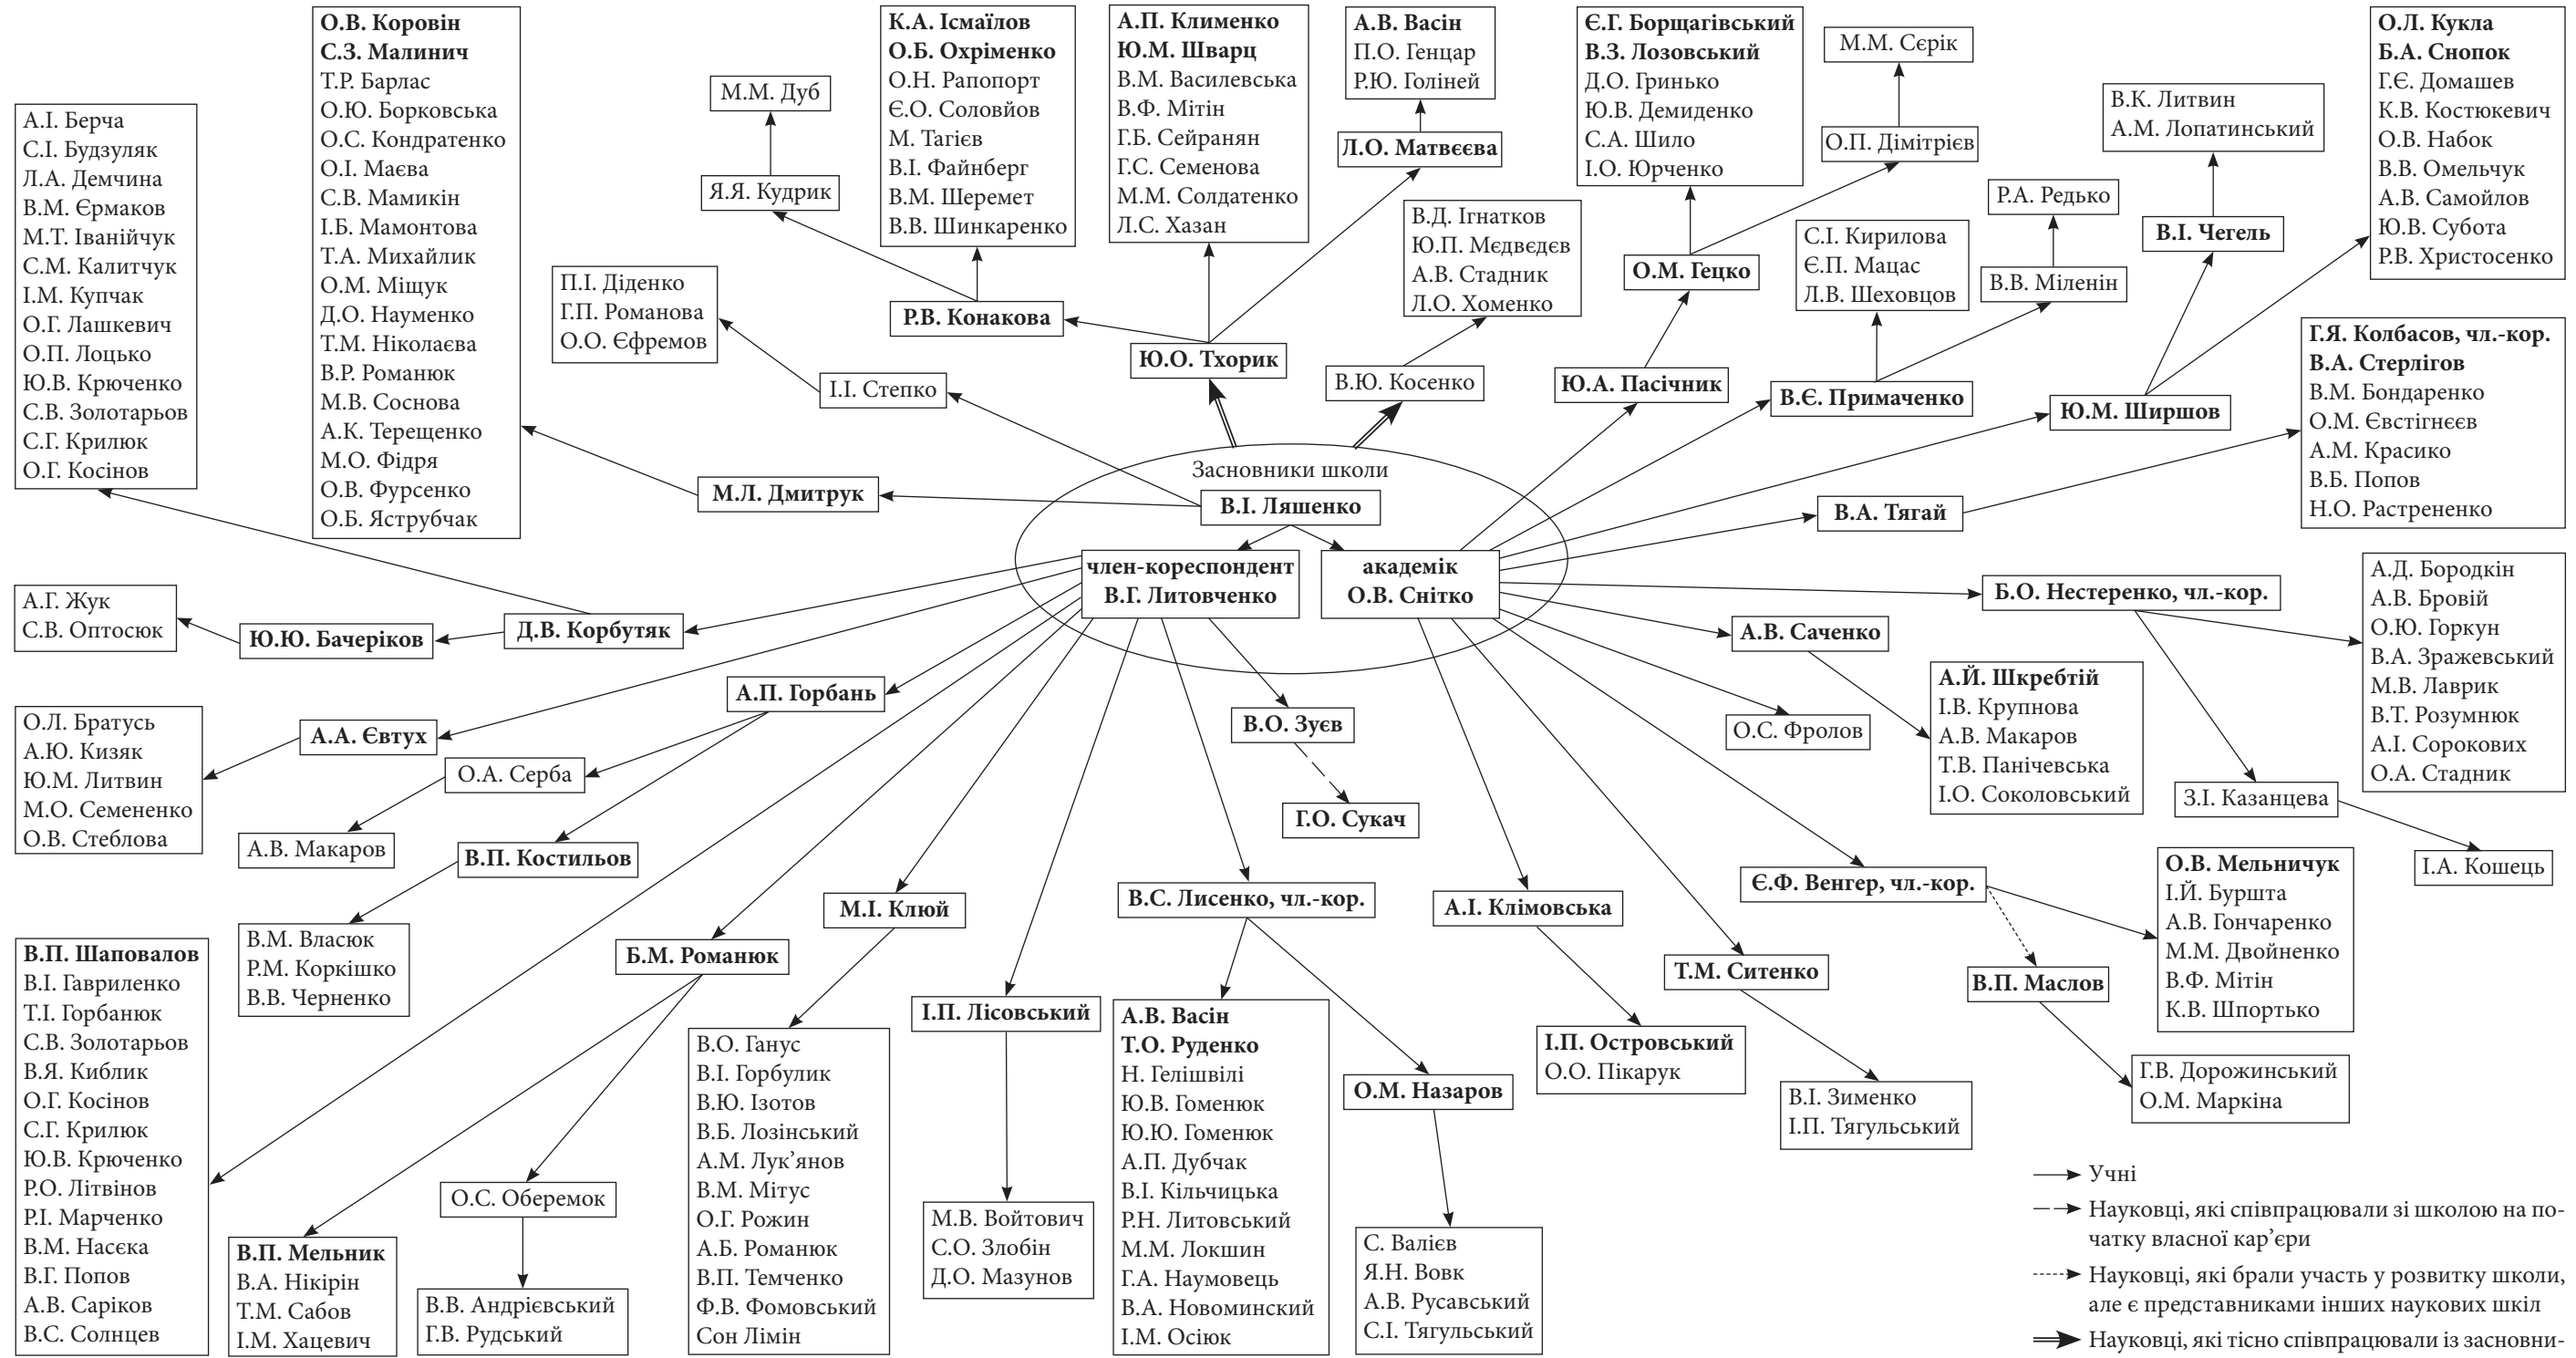 О.В. Коровін
С.З. Малинич
Т.Р. Барлас
О.Ю. Борковська
О.С. Кондратенко
О.І. Маєва
С.В. Мамикін
І.Б. Мамонтова
Т.А. Михайлик
О.М. Міщук
Д.О. Науменко
Т.М. Ніколаєва
В.Р. Романюк
М.В. Соснова
А.К. Терещенко
М.О. Фідря
О.В. Фурсенко
О.Б. Яструбчак
К.А. Ісмаїлов
О.Б. Охріменко
О.Н. Рапопорт
Є.О. Соловйов
М. Тагієв
В.І. Файнберг
В.М. Шеремет
В.В. Шинкаренко
А.П. Клименко
Ю.М. Шварц
В.М. Василевська
В.Ф. Мітін
Г.Б. Сейранян
Г.С. Семенова
М.М. Солдатенко
Л.С. Хазан
А.В. Васін
П.О. Генцар
Р.Ю. Голіней
Є.Г. Борщагівський
В.З. Лозовський
Д.О. Гринько
Ю.В. Демиденко
С.А. Шило
І.О. Юрченко
М.М. Сєрік
О.Л. Кукла
Б.А. Снопок
Г.Є. Домашев
К.В. Костюкевич
О.В. Набок
В.В. Омельчук
А.В. Самойлов
Ю.В. Субота
Р.В. Христосенко
М.М. Дуб
В.К. Литвин
А.М. Лопатинський
А.І. Берча
С.І. Будзуляк
Л.А. Демчина
В.М. Єрмаков
М.Т. Іванійчук
С.М. Калитчук
І.М. Купчак
О.Г. Лашкевич
О.П. Лоцько
Ю.В. Крюченко
С.В. Золотарьов
С.Г. Крилюк
О.Г. Косінов
Л.О. Матвєєва
О.П. Дімітрієв
Я.Я. Кудрик
Р.А. Редько
В.Д. Ігнатков
Ю.П. Мєдвєдєв
А.В. Стадник
Л.О. Хоменко
С.І. Кирилова
Є.П. Мацас
Л.В. Шеховцов
В.І. Чегель
П.І. Діденко
Г.П. Романова
О.О. Єфремов
О.М. Гецко
В.В. Міленін
Р.В. Конакова
Г.Я. Колбасов, чл.-кор.
В.А. Стерлігов
В.М. Бондаренко
О.М. Євстігнєєв
А.М. Красико
В.Б. Попов
Н.О. Растрененко
Ю.О. Тхорик
В.Ю. Косенко
Ю.А. Пасічник
І.І. Степко
В.Є. Примаченко
Ю.М. Ширшов
Засновники школи
М.Л. Дмитрук
В.І. Ляшенко
В.А. Тягай
член-кореспондент
В.Г. Литовченко
академік
О.В. Снітко
А.Г. Жук
С.В. Оптосюк
Ю.Ю. Бачеріков
Д.В. Корбутяк
Б.О. Нестеренко, чл.-кор.
А.Д. Бородкін
А.В. Бровій
О.Ю. Горкун
В.А. Зражевський
М.В. Лаврик
В.Т. Розумнюк
А.І. Сорокових
О.А. Стадник
А.В. Саченко
А.Й. Шкребтій
І.В. Крупнова
А.В. Макаров
Т.В. Панічевська
І.О. Соколовський
А.П. Горбань
О.Л. Братусь
А.Ю. Кизяк
Ю.М. Литвин
М.О. Семененко
О.В. Стеблова
А.А. Євтух
В.О. Зуєв
О.С. Фролов
О.А. Серба
З.І. Казанцева
Г.О. Сукач
А.В. Макаров
В.П. Костильов
І.А. Кошець
О.В. Мельничук
І.Й. Буршта
А.В. Гончаренко
М.М. Двойненко
В.Ф. Мітін
К.В. Шпортько
Є.Ф. Венгер, чл.-кор.
М.І. Клюй
В.С. Лисенко, чл.-кор.
А.І. Клімовська
В.М. Власюк
Р.М. Коркішко
В.В. Черненко
Б.М. Романюк
Т.М. Ситенко
В.П. Маслов
В.П. Шаповалов
В.І. Гавриленко
Т.І. Горбанюк
С.В. Золотарьов
В.Я. Киблик
О.Г. Косінов
С.Г. Крилюк
Ю.В. Крюченко
Р.О. Літвінов
Р.І. Марченко
В.М. Насєка
В.Г. Попов
А.В. Саріков
В.С. Солнцев
І.П. Лісовський
А.В. Васін
Т.О. Руденко
Н. Гелішвілі
Ю.В. Гоменюк
Ю.Ю. Гоменюк
А.П. Дубчак
В.І. Кільчицька
Р.Н. Литовський
М.М. Локшин
Г.А. Наумовець
В.А. Новоминский
І.М. Осіюк
В.О. Ганус
В.І. Горбулик
В.Ю. Ізотов
В.Б. Лозінський
А.М. Лук’янов
В.М. Мітус
О.Г. Рожин
А.Б. Романюк
В.П. Темченко
Ф.В. Фомовський
Сон Лімін
І.П. Островський
О.О. Пікарук
О.М. Назаров
В.І. Зименко
І.П. Тягульський
Г.В. Дорожинський
О.М. Маркіна
О.С. Оберемок
М.В. Войтович
С.О. Злобін
Д.О. Мазунов
В.П. Мельник
В.А. Нікірін
Т.М. Сабов
І.М. Хацевич
В.В. Андрієвський
Г.В. Рудський
С. Валієв
Я.Н. Вовк
А.В. Русавський
С.І. Тягульський
Учні
Науковці, які співпрацювали зі школою на по-
чатку власної кар’єри
Науковці, які брали участь у розвитку школи,
але є представниками інших наукових шкіл
Науковці, які тісно співпрацювали із засновни-